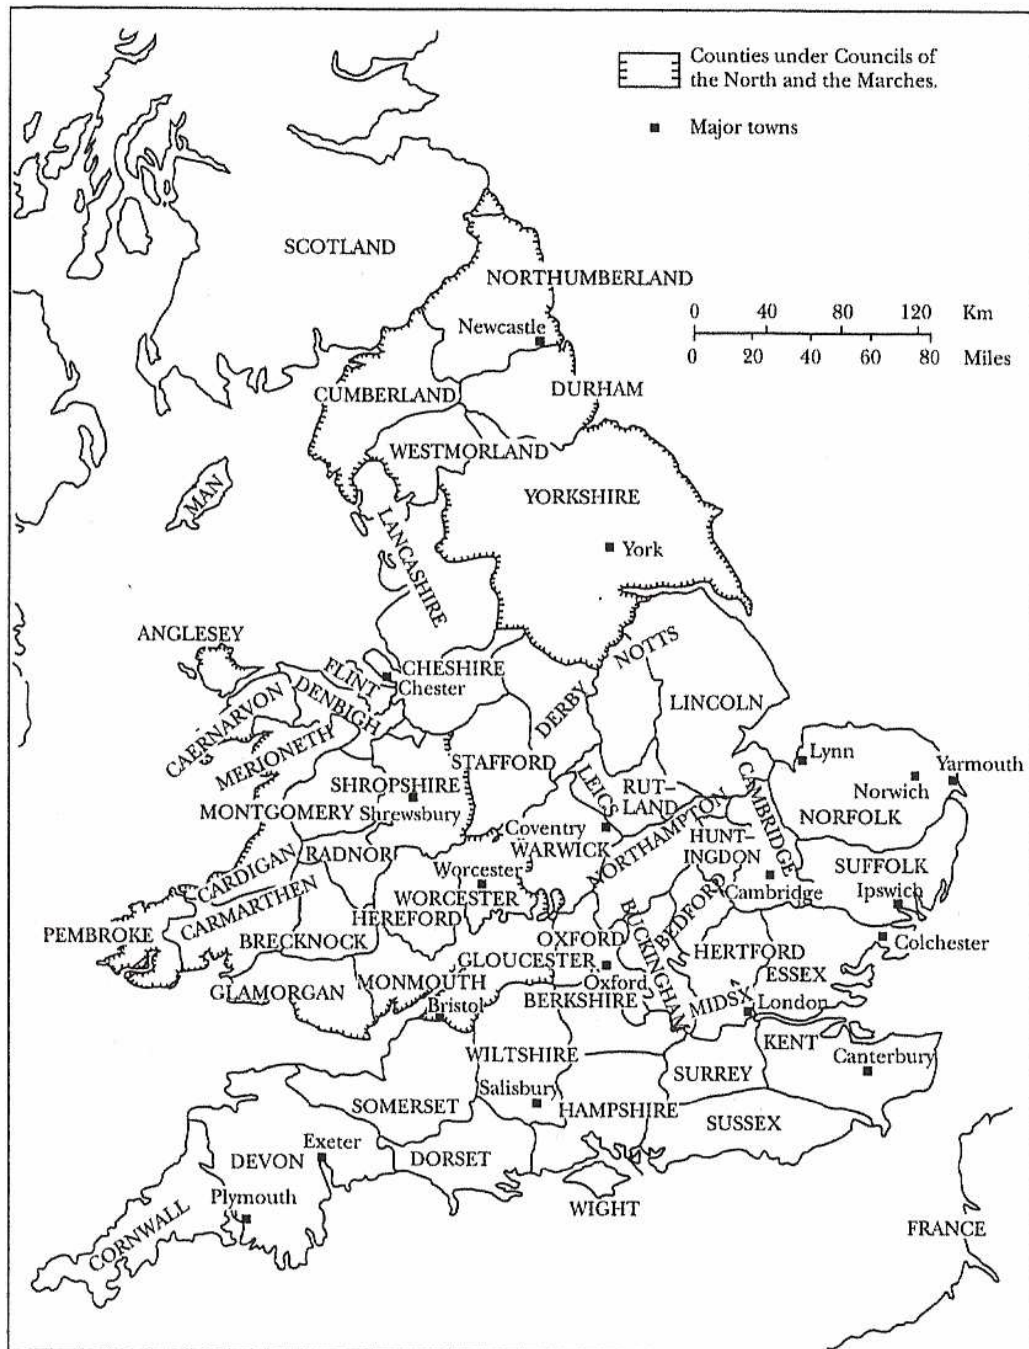 Counties under Councils of
the North and the Marches.
Major towns
SCOTLAND
NORTHUMBERLAND
0 40 80 120 Km
0 20 40 60 80 Miles
Newcastle
CUMBERLAND
DURHAM
WESTMORLAND
MAN
YORKSHIRE
York
LANCASHIRE
ANGLESEY
NOTTS
FLINT
CHESHIRE
Chester
DENBIGH
CAERNARVON
DERBY
LINCOLN
MERIONETH
STAFFORD
Lynn
Yarmouth
SHROPSHIRE
LEICS
RUT-
LAND
CAMBRIDGE
Norwich
MONTGOMERY
Shrewsbury
NORFOLK
Coventry
WARWICK
NORTHAMPTON
HUNT-
INGDON
RADNOR
SUFFOLK
CARDIGAN
Worcester
WORCESTER
Cambridge
Ipswich
CARMARTHEN
HEREFORD
BEDFORD
PEMBROKE
BRECKNOCK
OXFORD
BUCKINGHAM
HERTFORD
Colchester
GLOUCESTER
Oxford
ESSEX
GLAMORGAN
MONMOUTH
BERKSHIRE
MIDSX
London
Bristol
KENT
WILTSHIRE
Canterbury
SURREY
Salisbury
SOMERSET
HAMPSHIRE
SUSSEX
Exeter
DEVON
DORSET
Plymouth
WIGHT
CORNWALL
FRANCE